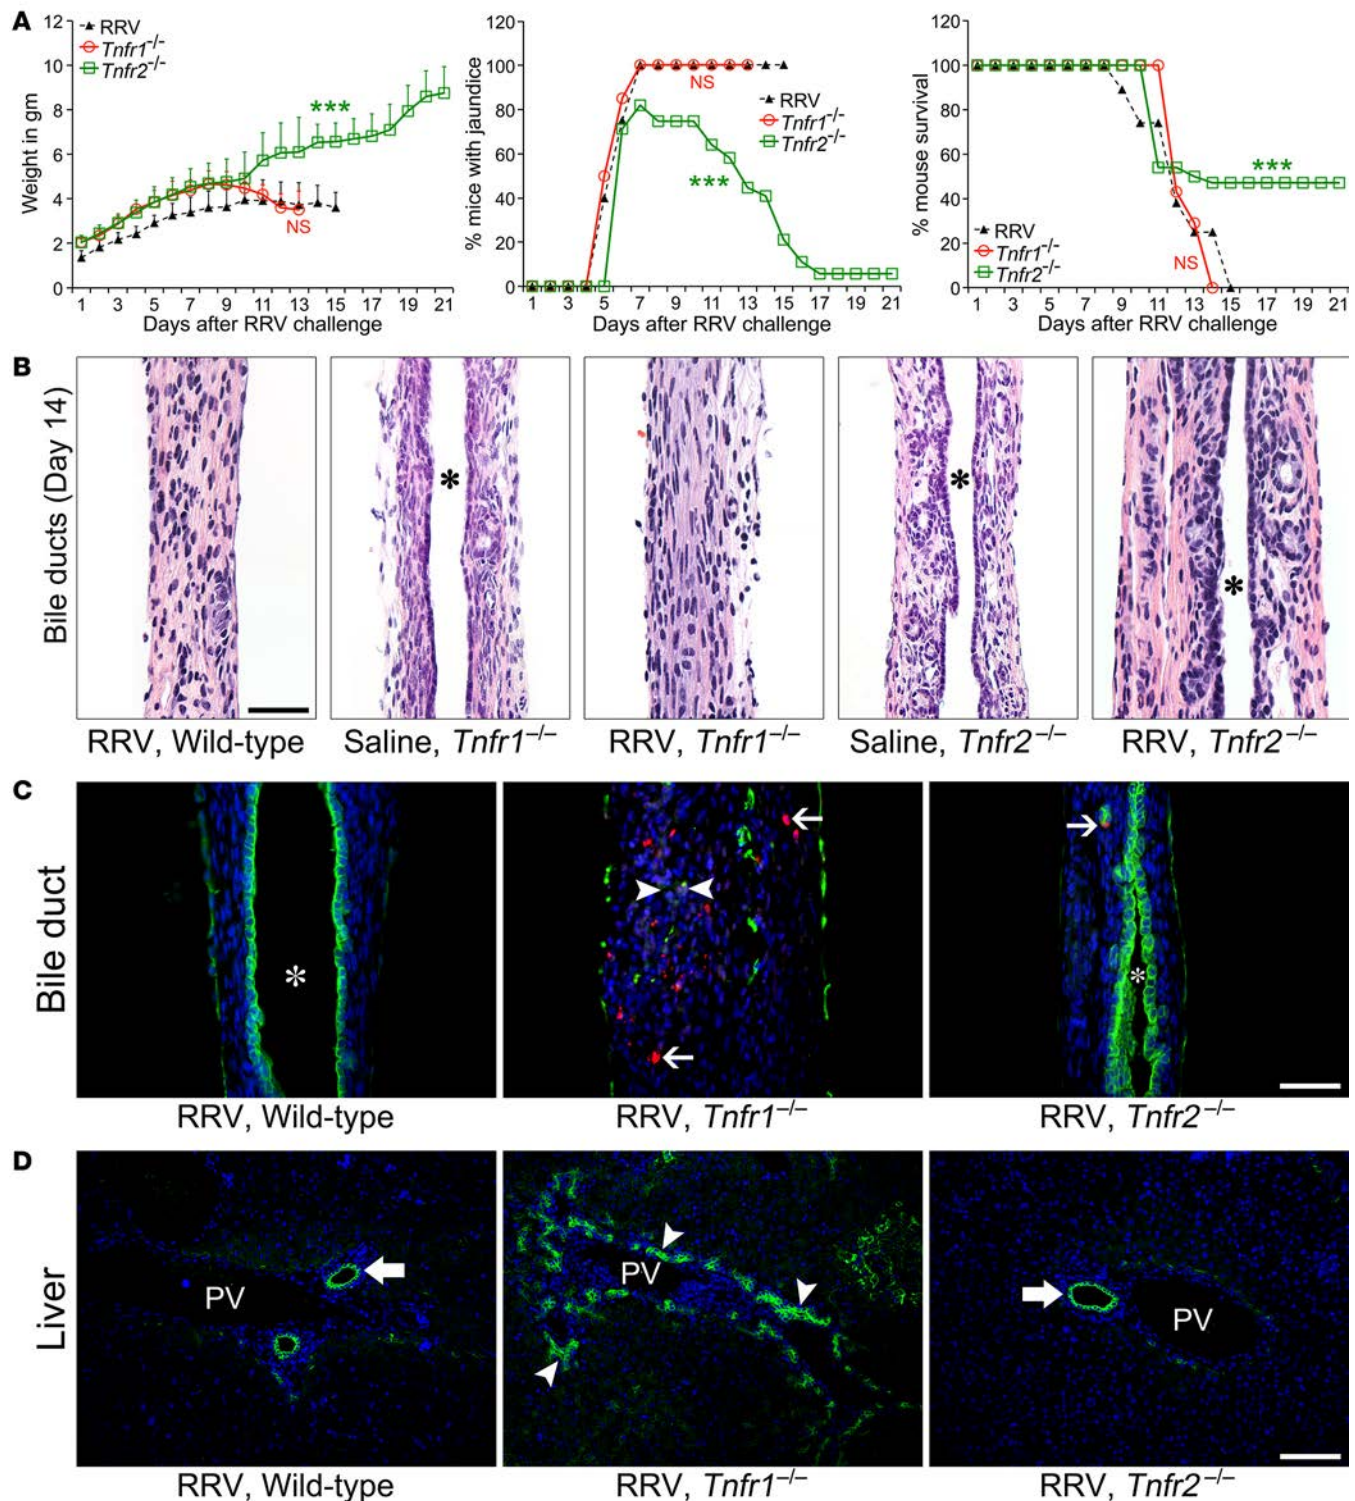 A
Weight in gm
12
10
8
6
4
2
0
RRV
Tnfr1–/–
Tnfr2–/–
***
NS
1 3 5 7 9 11 13 15 17 19 21
Days after RRV challenge
% mice with jaundice
120
100
80
60
40
20
0
NS
RRV
Tnfr1–/–
Tnfr2–/–
***
1 3 5 7 9 11 13 15 17 19 21
Days after RRV challenge
% mouse survival
120
100
80
60
40
20
0
***
RRV
Tnfr1–/–
Tnfr2–/–
NS
1 3 5 7 9 11 13 15 17 19 21
Days after RRV challenge
B
Bile ducts (Day 14)
*
*
*
RRV, Wild-type
Saline, Tnfr1–/–
RRV, Tnfr1–/–
Saline, Tnfr2–/–
RRV, Tnfr2–/–
C
Bile duct
*
*
RRV, Wild-type
RRV, Tnfr1–/–
RRV, Tnfr2–/–
D
Liver
PV
PV
PV
RRV, Wild-type
RRV, Tnfr1–/–
RRV, Tnfr2–/–